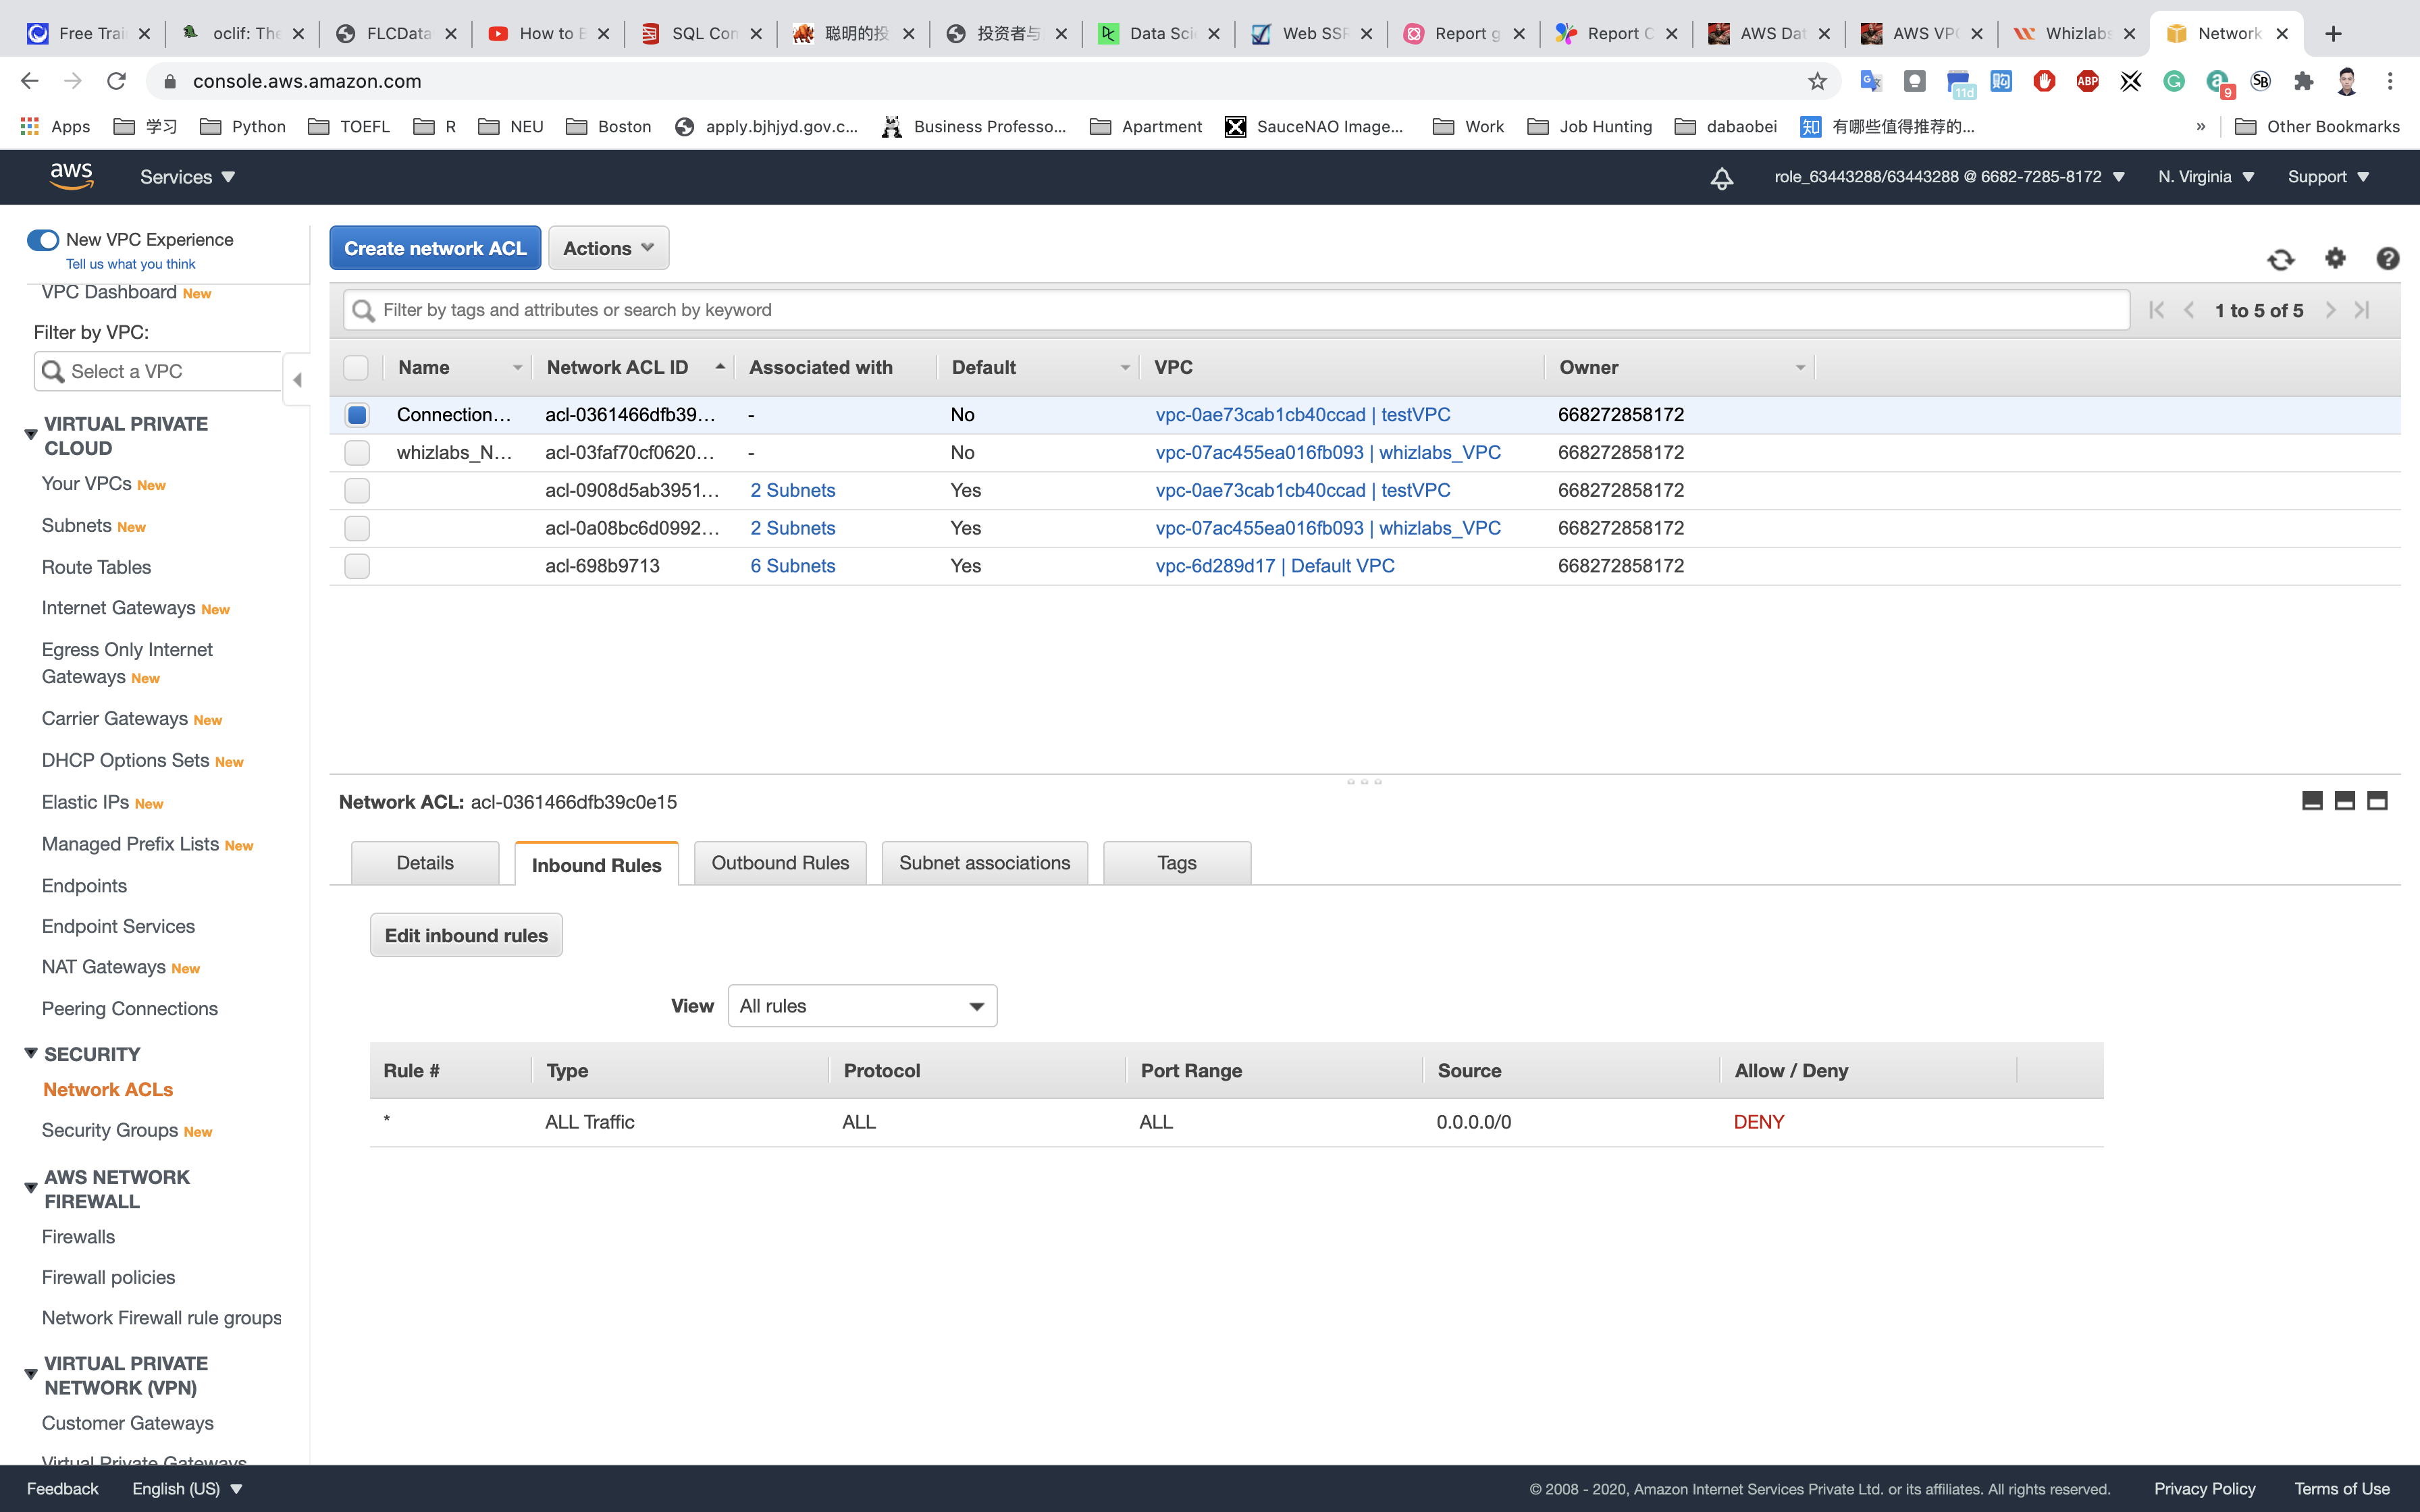 Free Trai
oclif: The
FLCData
How to E
SQL Con
聪明的投
投资者与
Data Sci
Web SSR
Report g
Report C
AWS Dat
AWS VPC
Whizlabs
Network
console.aws.amazon.com
11d
ABP
9
Apps 学习 Python TOEFL R NEU Boston apply.bjhjyd.gov.c... Business Professo... Apartment SauceNAO Image... Work Job Hunting dabaobei 知 有哪些值得推荐的... » Other Bookmarks
aws Services role_63443288/63443288 @ 6682-7285-8172 N. Virginia Support
New VPC Experience
Tell us what you think
VPC Dashboard New
Filter by VPC:
Select a VPC
VIRTUAL PRIVATE
CLOUD
Your VPCs New
Subnets New
Route Tables
Internet Gateways New
Egress Only Internet
Gateways New
Carrier Gateways New
DHCP Options Sets New
Elastic IPs New
Managed Prefix Lists New
Endpoints
Endpoint Services
NAT Gateways New
Peering Connections
SECURITY
Network ACLs
Security Groups New
AWS NETWORK
FIREWALL
Firewalls
Firewall policies
Network Firewall rule groups
VIRTUAL PRIVATE
NETWORK (VPN)
Customer Gateways
Virtual Private Gateways
Create network ACL Actions
Filter by tags and attributes or search by keyword 1 to 5 of 5
Name Network ACL ID Associated with Default VPC Owner
Connection... acl-0361466dfb39... - No vpc-0ae73cab1cb40ccad | testVPC 668272858172
whizlabs_N... acl-03faf70cf0620... - No vpc-07ac455ea016fb093 | whizlabs_VPC 668272858172
acl-0908d5ab3951... 2 Subnets Yes vpc-0ae73cab1cb40ccad | testVPC 668272858172
acl-0a08bc6d0992... 2 Subnets Yes vpc-07ac455ea016fb093 | whizlabs_VPC 668272858172
acl-698b9713 6 Subnets Yes vpc-6d289d17 | Default VPC 668272858172
Network ACL: acl-0361466dfb39c0e15
Details Inbound Rules Outbound Rules Subnet associations Tags
Edit inbound rules
View All rules
Rule # Type Protocol Port Range Source Allow / Deny
* ALL Traffic ALL ALL 0.0.0.0/0 DENY
Feedback English (US) © 2008 - 2020, Amazon Internet Services Private Ltd. or its affiliates. All rights reserved. Privacy Policy Terms of Use